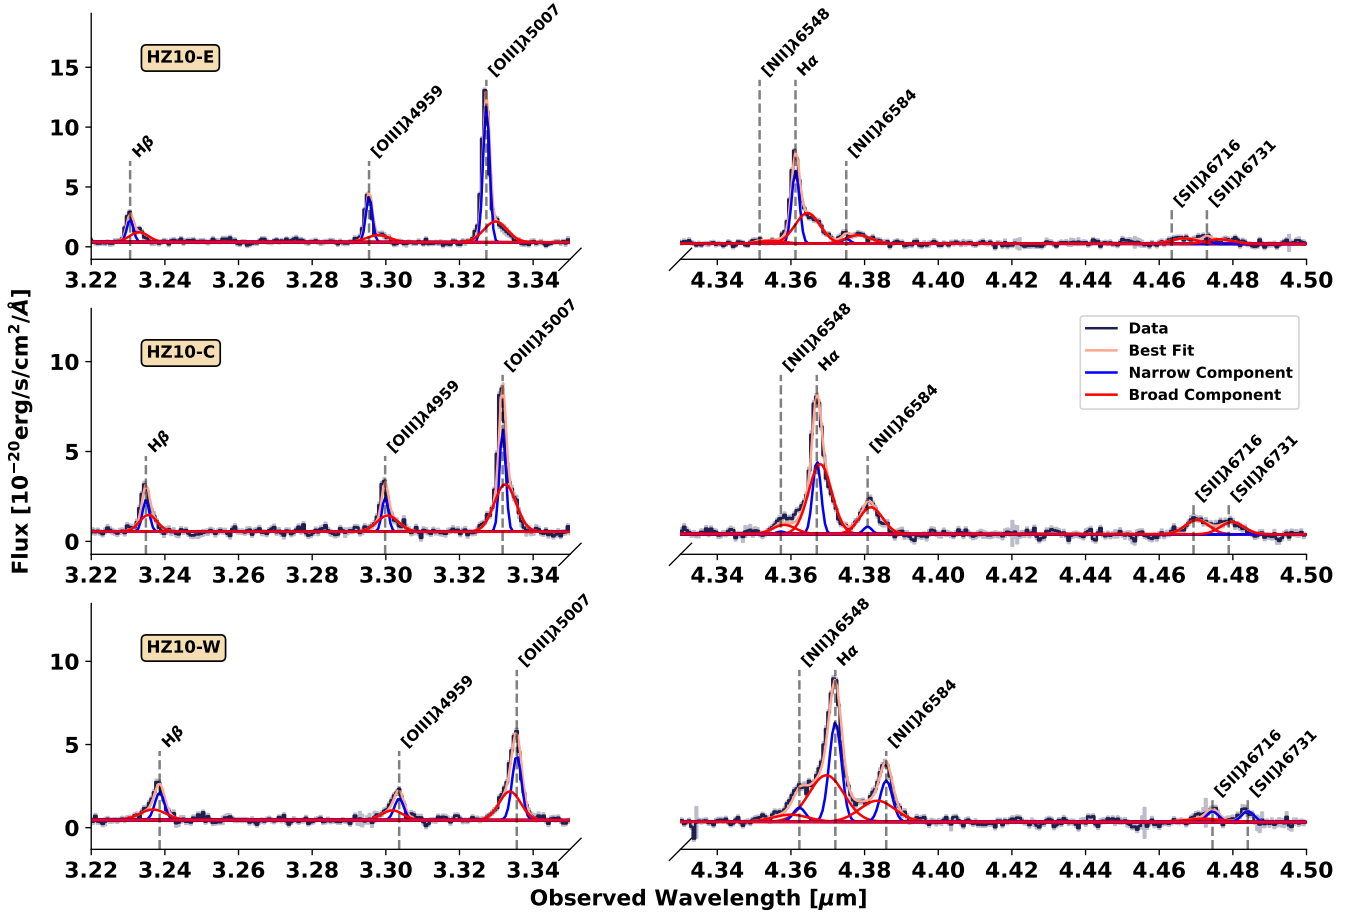 HZ10-E
Hβ
[OIII]λ4959
[OIII]λ5007
[NII]λ6548
Hα
[NII]λ6584
[SII]λ6716
[SII]λ6731
15
10
5
0
3.22 3.24 3.26 3.28 3.30 3.32 3.34
4.34 4.36 4.38 4.40 4.42 4.44 4.46 4.48 4.50
Flux [10⁻²⁰erg/s/cm²/Å]
HZ10-C
Hβ
[OIII]λ4959
[OIII]λ5007
[NII]λ6548
Hα
[NII]λ6584
[SII]λ6716
[SII]λ6731
Data
Best Fit
Narrow Component
Broad Component
10
5
0
3.22 3.24 3.26 3.28 3.30 3.32 3.34
4.34 4.36 4.38 4.40 4.42 4.44 4.46 4.48 4.50
HZ10-W
Hβ
[OIII]λ4959
[OIII]λ5007
[NII]λ6548
Hα
[NII]λ6584
[SII]λ6716
[SII]λ6731
10
5
0
3.22 3.24 3.26 3.28 3.30 3.32 3.34
4.34 4.36 4.38 4.40 4.42 4.44 4.46 4.48 4.50
Observed Wavelength [μm]